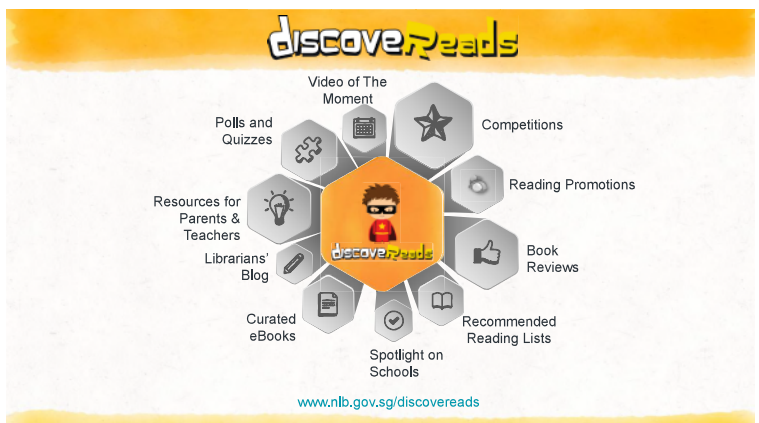 discoveReads
Video of The
Moment
Competitions
Polls and
Quizzes
Reading Promotions
Resources for
Parents &
Teachers
discoveReads
Book
Reviews
Librarians'
Blog
Curated
eBooks
Recommended
Reading Lists
Spotlight on
Schools
www.nlb.gov.sg/discovereads